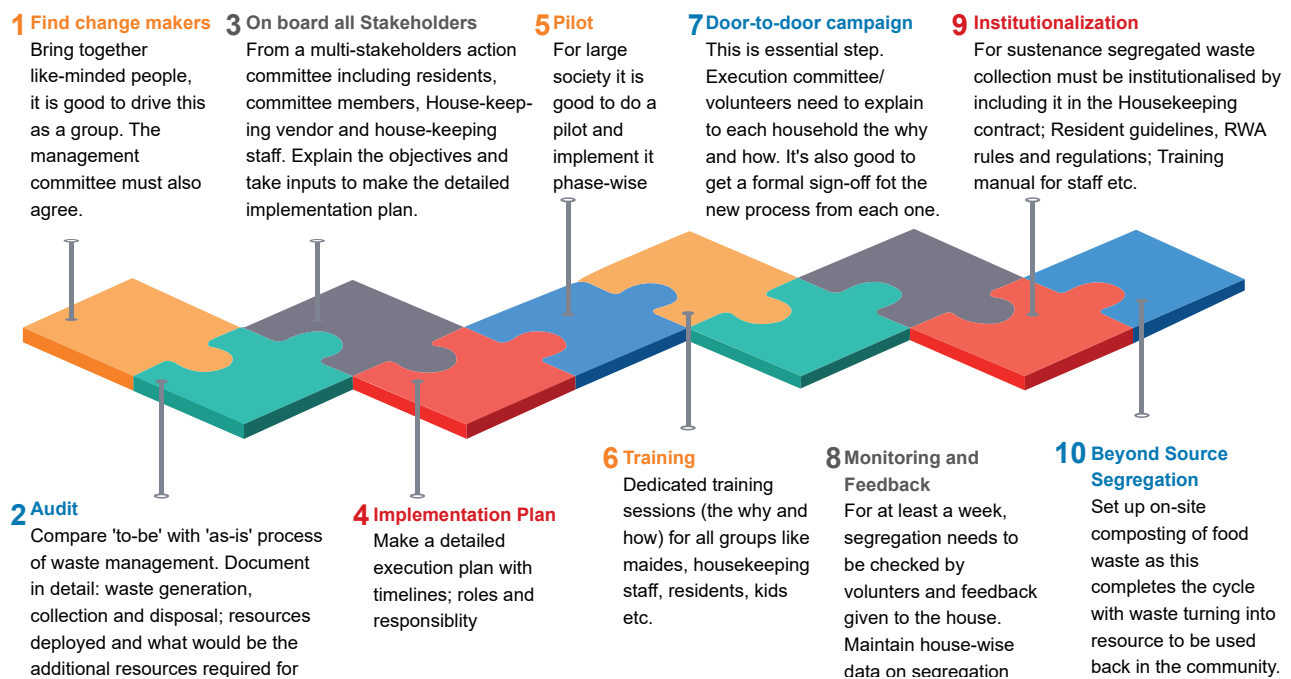 1 Find change makers
Bring together
like-minded people,
it is good to drive this
as a group. The
management
committee must also
agree.
3 On board all Stakeholders
From a multi-stakeholders action
committee including residents,
committee members, House-keep-
ing vendor and house-keeping
staff. Explain the objectives and
take inputs to make the detailed
implementation plan.
5 Pilot
For large
society it is
good to do a
pilot and
implement it
phase-wise
7 Door-to-door campaign
This is essential step.
Execution committee/
volunteers need to explain
to each household the why
and how. It's also good to
get a formal sign-off fot the
new process from each one.
9 Institutionalization
For sustenance segregated waste
collection must be institutionalised by
including it in the Housekeeping
contract; Resident guidelines, RWA
rules and regulations; Training
manual for staff etc.
2 Audit
Compare 'to-be' with 'as-is' process
of waste management. Document
in detail: waste generation,
collection and disposal; resources
deployed and what would be the
additional resources required for
4 Implementation Plan
Make a detailed
execution plan with
timelines; roles and
responsiblity
6 Training
Dedicated training
sessions (the why and
how) for all groups like
maides, housekeeping
staff, residents, kids
etc.
8 Monitoring and
Feedback
For at least a week,
segregation needs to
be checked by
volunters and feedback
given to the house.
Maintain house-wise
data on segregation
10 Beyond Source
Segregation
Set up on-site
composting of food
waste as this
completes the cycle
with waste turning into
resource to be used
back in the community.